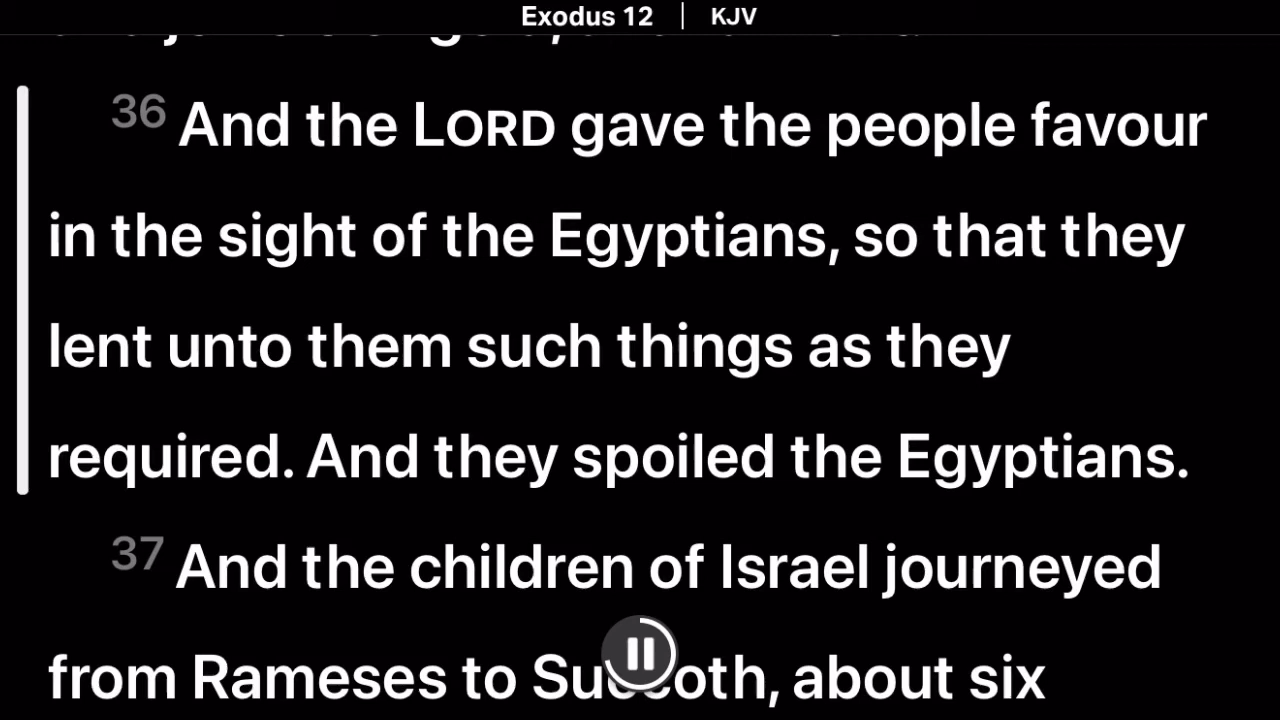 Exodus 12 | KJV
36 And the LORD gave the people favour
in the sight of the Egyptians, so that they
lent unto them such things as they
required. And they spoiled the Egyptians.
37 And the children of Israel journeyed
from Rameses to Succoth, about six